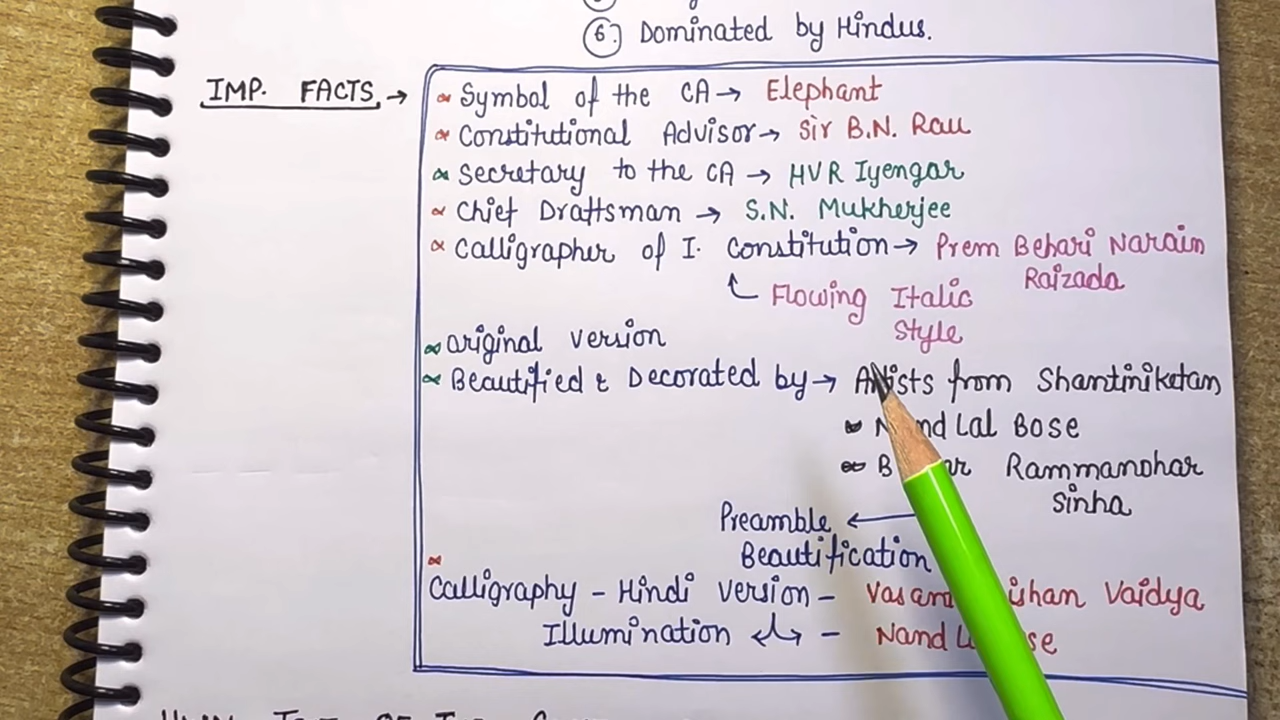 6. Dominated by Hindus.
IMP. FACTS →
Symbol of the CA → Elephant
Constitutional Advisor → Sir B.N. Rau
Secretary to the CA → HVR Iyengar
Chief Draftsman → S.N. Mukherjee
Calligrapher of I. Constitution → Prem Behari Narain
Raizada
Flowing Italic
Style
Original Version
Beautified & Decorated by → Artists from Shantiniketan
Lal Bose
Rammanohar
Sinha
Preamble ←
Beautification
Calligraphy - Hindi Version - Vaidya
Illumination - Nand